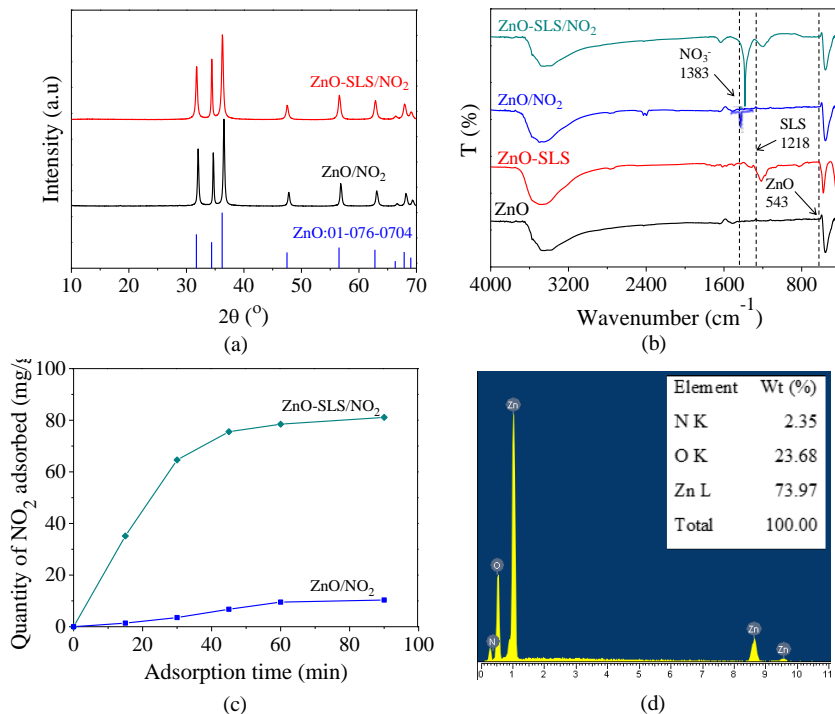 ZnO-SLS/NO2
ZnO/NO2
ZnO:01-076-0704
Intensity (a.u)
10 20 30 40 50 60 70
2θ (o)
(a)
ZnO-SLS/NO2
NO3-
1383
ZnO/NO2
SLS
1218
ZnO-SLS
ZnO
543
ZnO
T (%)
4000 3200 2400 1600 800
Wavenumber (cm-1)
(b)
100
80
60
40
20
0
Quantity of NO2 adsorbed (mg/g
ZnO-SLS/NO2
ZnO/NO2
0 20 40 60 80 100
Adsorption time (min)
(c)
Element Wt (%)
N K 2.35
O K 23.68
Zn L 73.97
Total 100.00
Zn
O
N
Zn
Zn
0 1 2 3 4 5 6 7 8 9 10 11
(d)